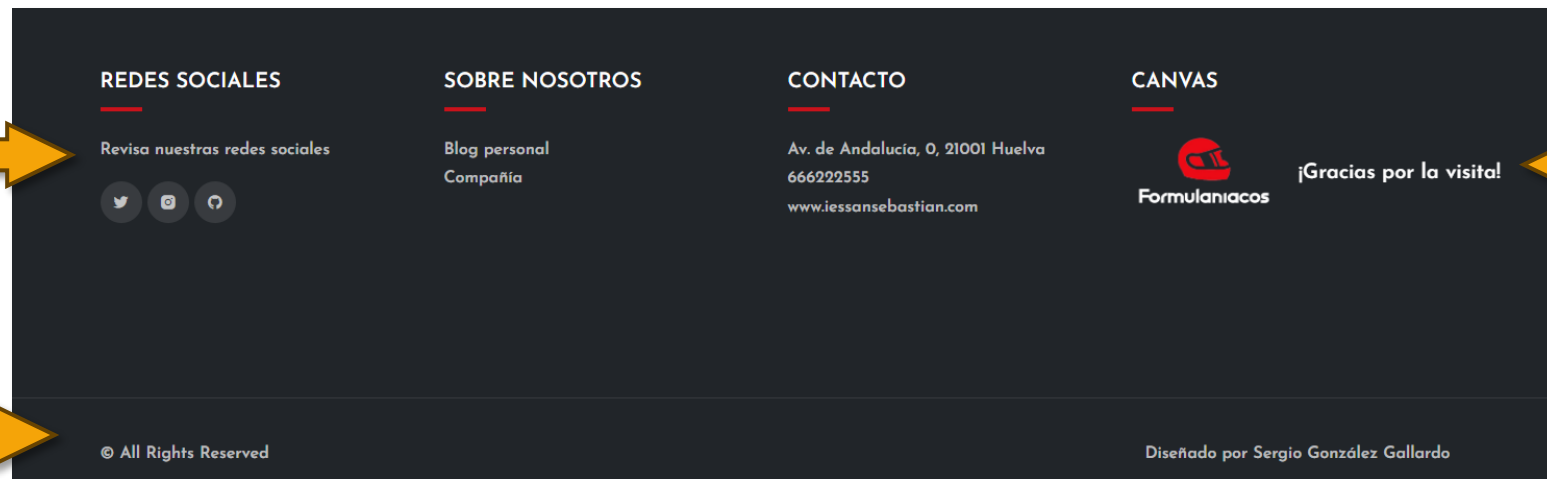 REDES SOCIALES
Revisa nuestras redes sociales
SOBRE NOSOTROS
Blog personal
Compañía
CONTACTO
Av. de Andalucía, 0, 21001 Huelva
666222555
www.iessansebastian.com
CANVAS
Formulaniacos
¡Gracias por la visita!
© All Rights Reserved
Diseñado por Sergio González Gallardo